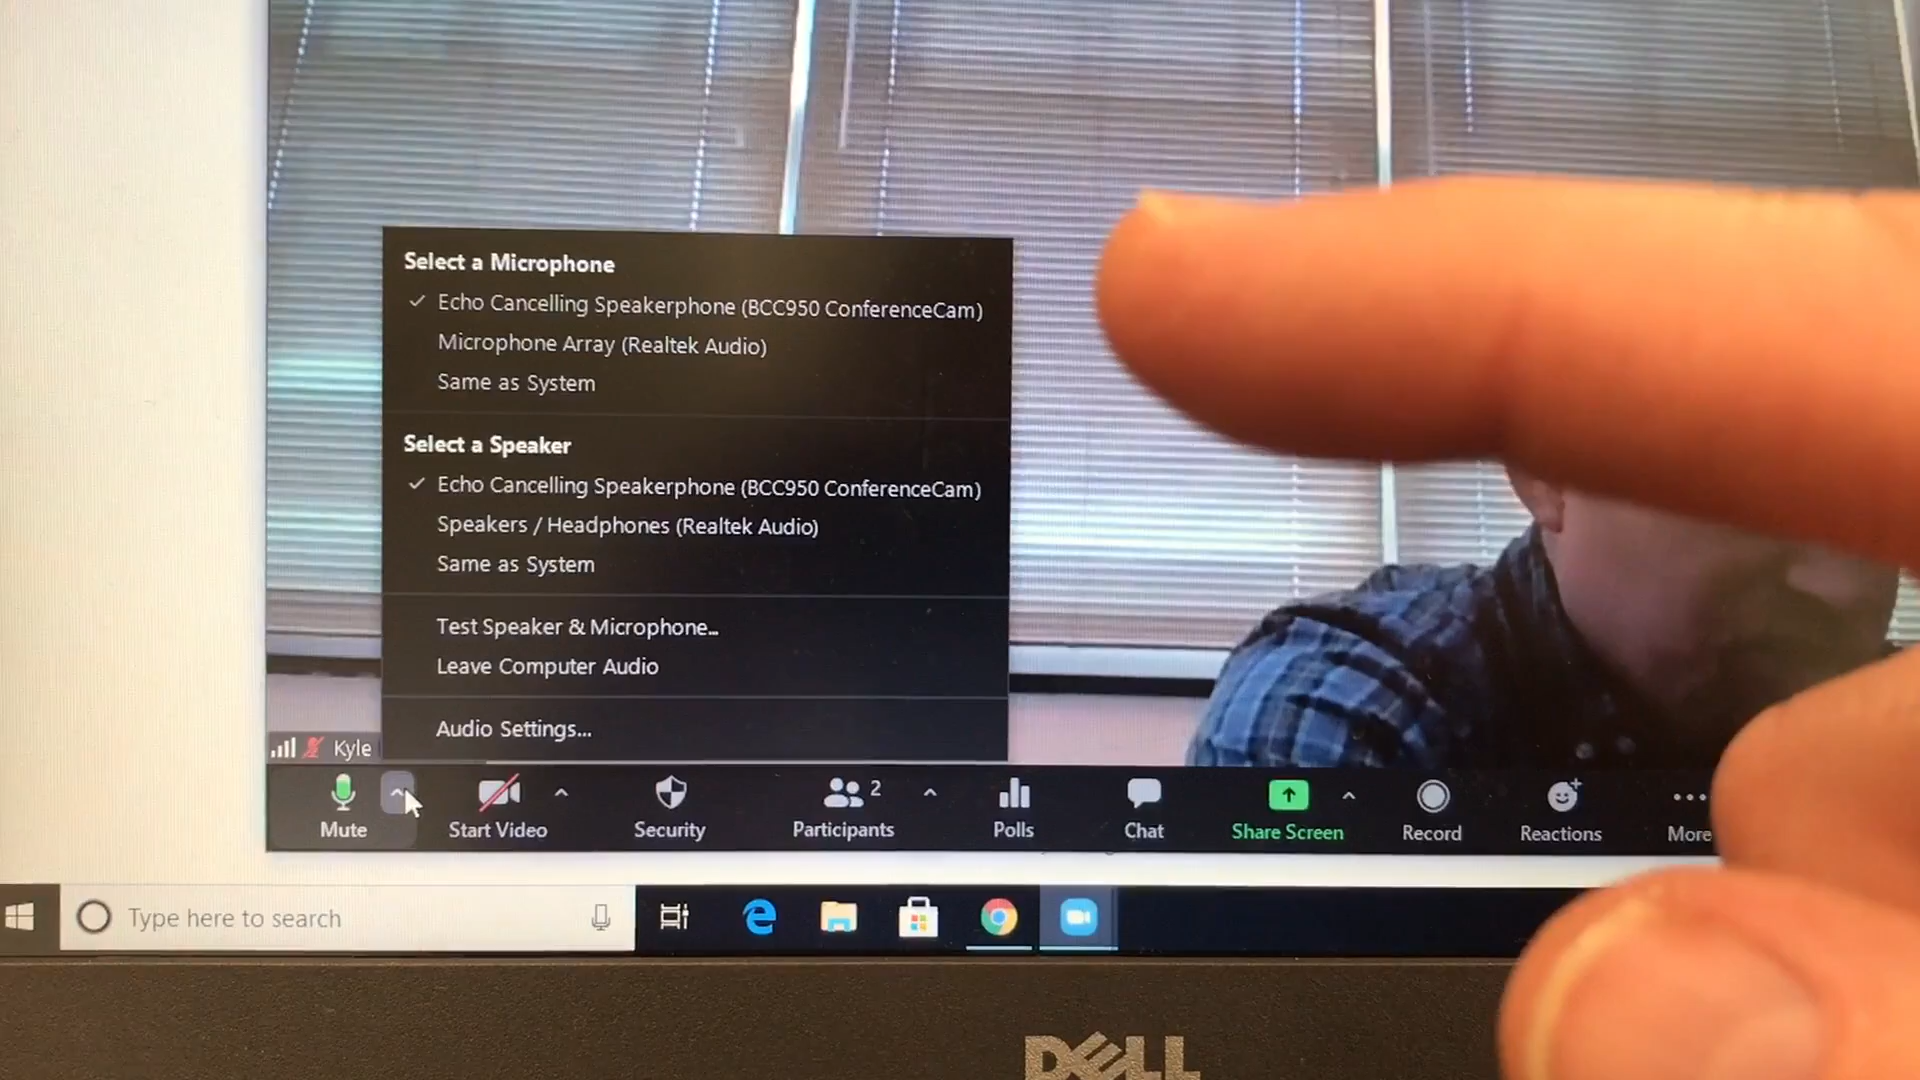 Select a Microphone
Echo Cancelling Speakerphone (BCC950 ConferenceCam)
Microphone Array (Realtek Audio)
Same as System
Select a Speaker
Echo Cancelling Speakerphone (BCC950 ConferenceCam)
Speakers / Headphones (Realtek Audio)
Same as System
Test Speaker & Microphone...
Leave Computer Audio
Audio Settings...
Kyle
2
Mute Start Video Security Participants Polls Chat Share Screen Record Reactions More
Type here to search
DELL